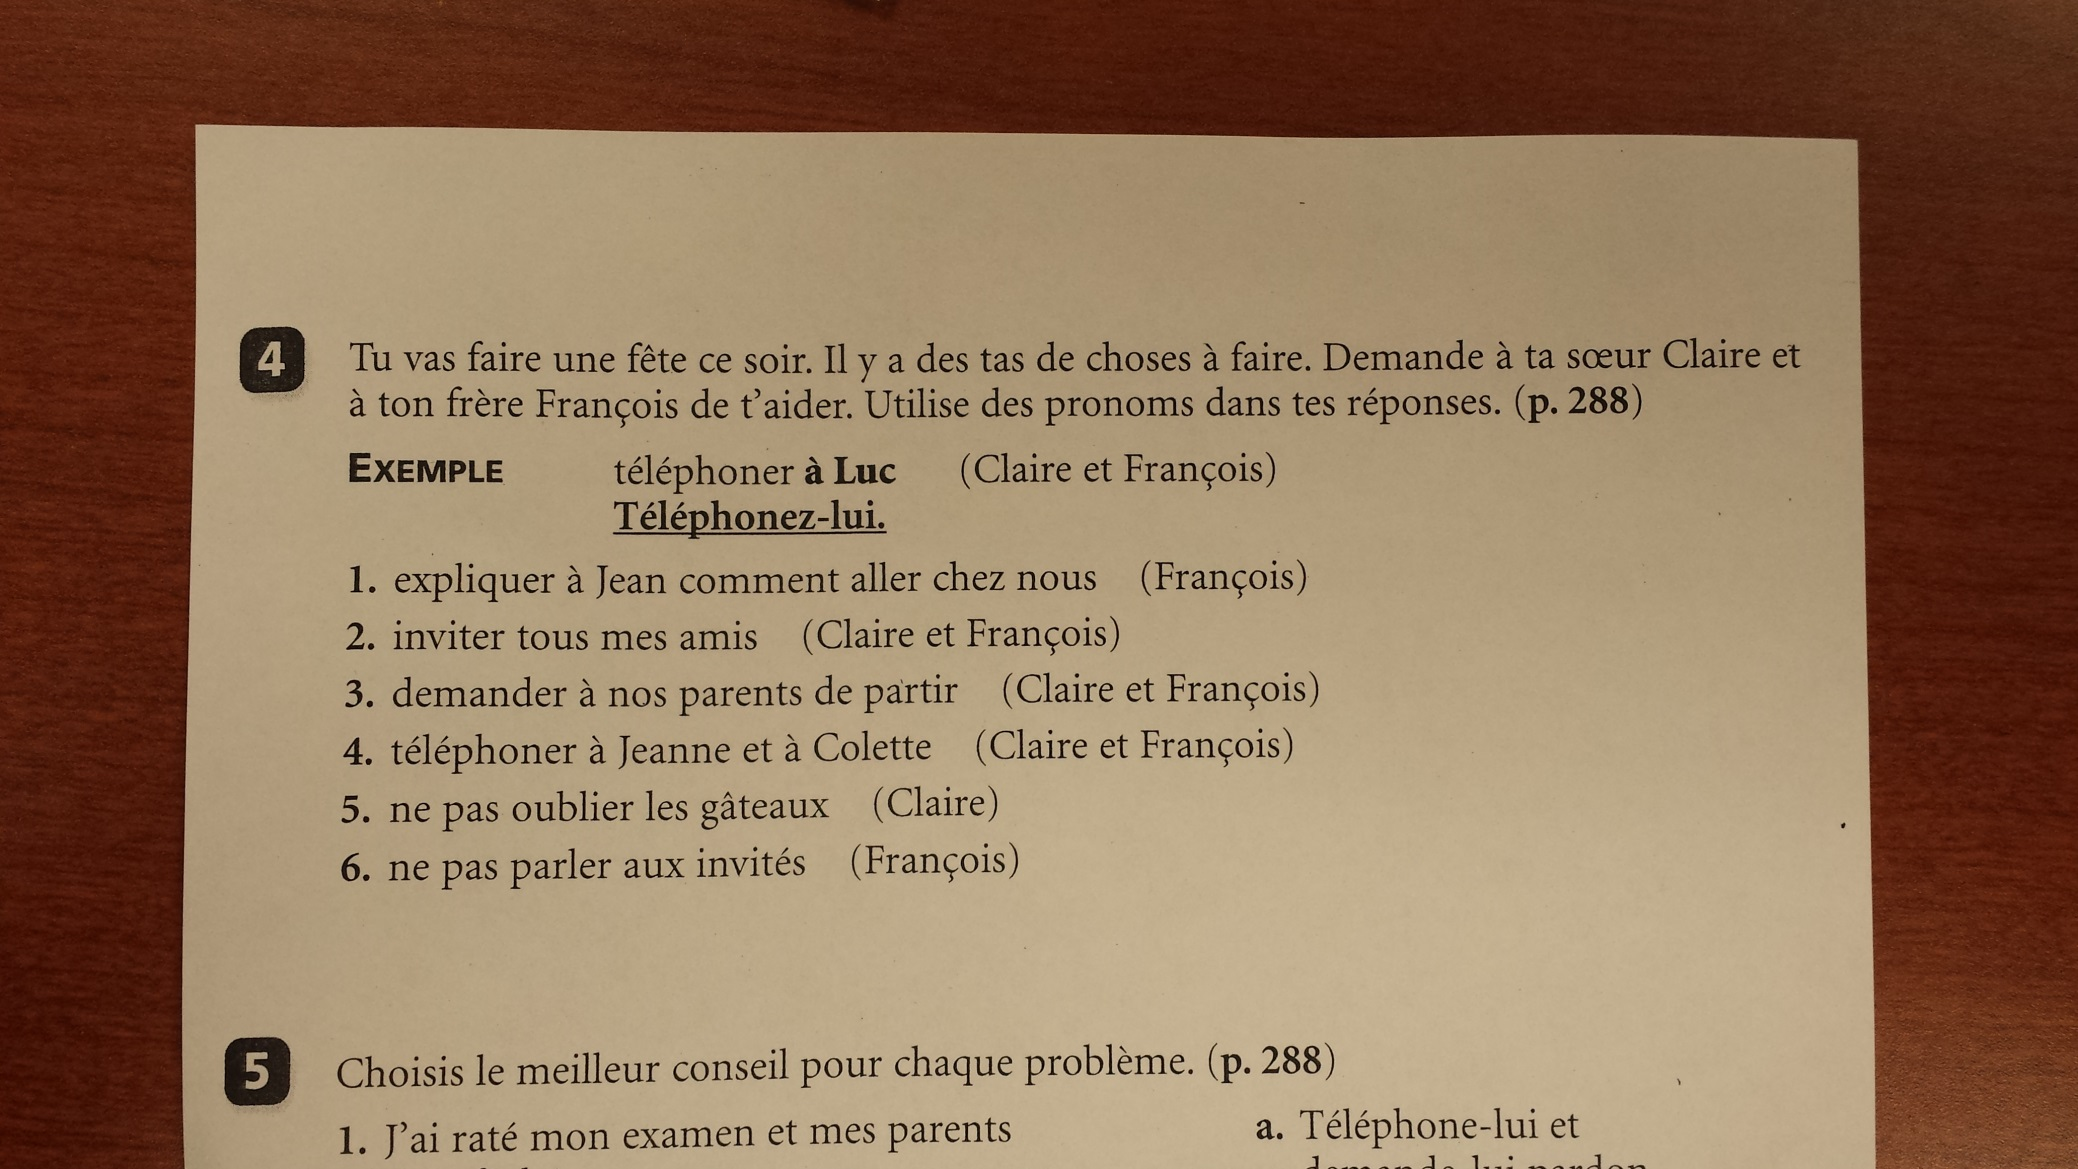 4 Tu vas faire une fête ce soir. Il y a des tas de choses à faire. Demande à ta sœur Claire et
à ton frère François de t'aider. Utilise des pronoms dans tes réponses. (p. 288)
EXEMPLE téléphoner à Luc (Claire et François)
Téléphonez-lui.
1. expliquer à Jean comment aller chez nous (François)
2. inviter tous mes amis (Claire et François)
3. demander à nos parents de partir (Claire et François)
4. téléphoner à Jeanne et à Colette (Claire et François)
5. ne pas oublier les gâteaux (Claire)
6. ne pas parler aux invités (François)
5 Choisis le meilleur conseil pour chaque problème. (p. 288)
1. J'ai raté mon examen et mes parents
a. Téléphone-lui et